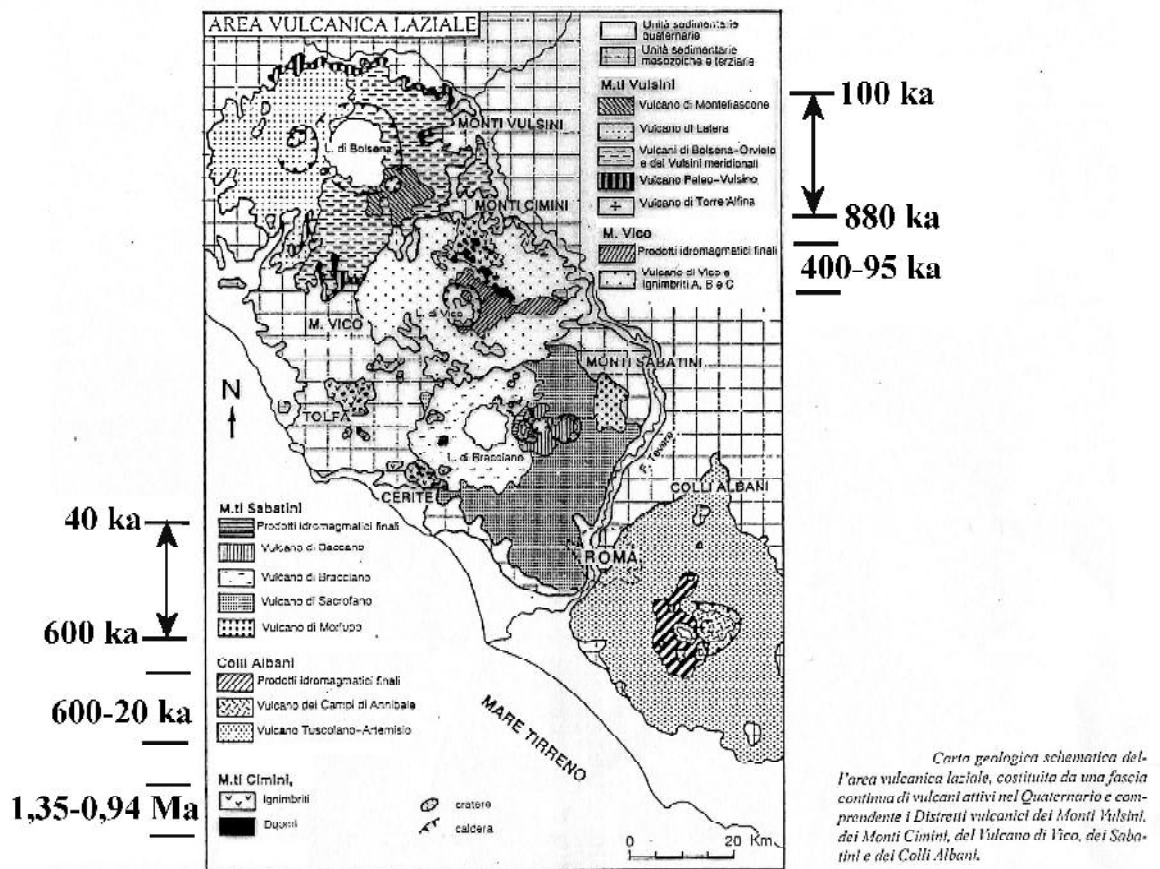 AREA VULCANICA LAZIALE
Unità sedimentarie
quaternarie
Unità sedimentarie
mesozoiche e terziarie
M.ti Vulsini
Vulcano di Montefiascone
Vulcano di Latera
Vulcani di Bolsena-Orvieto
e dei Vulsini meridionali
Vulcano Paleo-Vulsino
Vulcano di Torre Alfina
M. Vico
Prodotti idromagmatici finali
Vulcano di Vico e
Ignimbriti A, B e C
100 ka
880 ka
400-95 ka
MONTI VULSINI
L. di Bolsena
MONTI CIMINI
L. di Vico
M. VICO
MONTI SABATINI
N
TOLFA
L. di Bracciano
F. Tevere
COLLI ALBANI
CERITE
ROMA
MARE TIRRENO
40 ka
600 ka
600-20 ka
1,35-0,94 Ma
M.ti Sabatini
Prodotti idromagmatici finali
Vulcano di Baccano
Vulcano di Bracciano
Vulcano di Sacrofano
Vulcano di Morlupo
Colli Albani
Prodotti idromagmatici finali
Vulcano dei Campi di Annibale
Vulcano Tuscolano-Artemisio
M.ti Cimini,
Ignimbriti
Duomi
cratere
caldera
0 20 Km
Carta geologica schematica del-
l'area vulcanica laziale, costituita da una fascia
continua di vulcani attivi nel Quaternario e com-
prendente i Distretti vulcanici dei Monti Vulsini,
dei Monti Cimini, del Vulcano di Vico, dei Saba-
tini e dei Colli Albani.